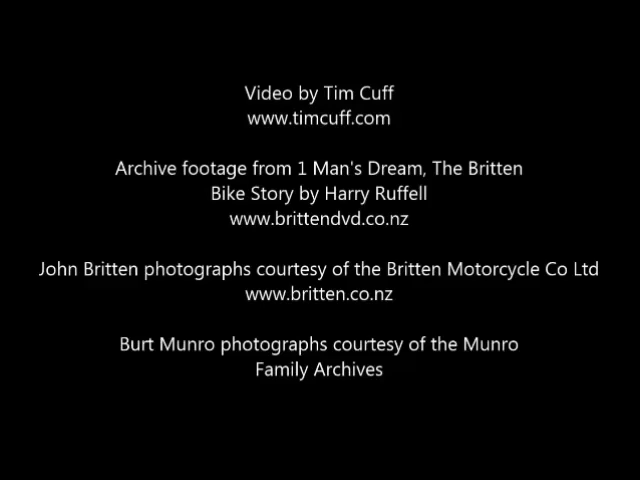 Video by Tim Cuff
www.timcuff.com
Archive footage from 1 Man's Dream, The Britten
Bike Story by Harry Ruffell
www.brittendvd.co.nz
John Britten photographs courtesy of the Britten Motorcycle Co Ltd
www.britten.co.nz
Burt Munro photographs courtesy of the Munro
Family Archives